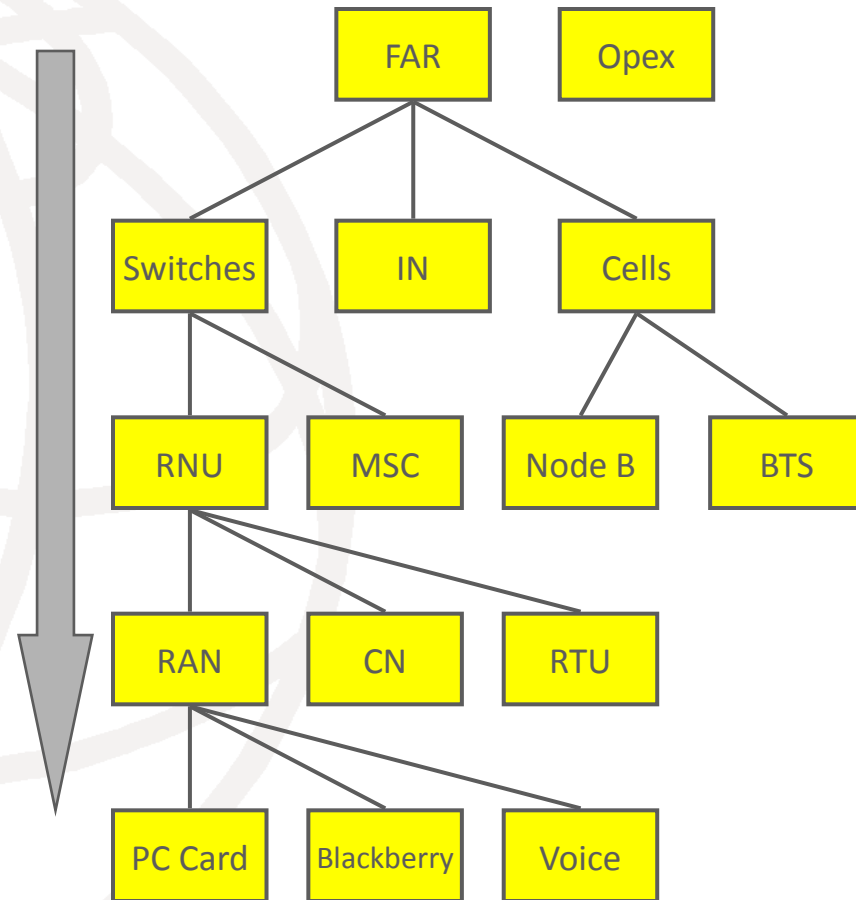 FAR
Opex
Switches
IN
Cells
RNU
MSC
Node B
BTS
RAN
CN
RTU
PC Card
Blackberry
Voice